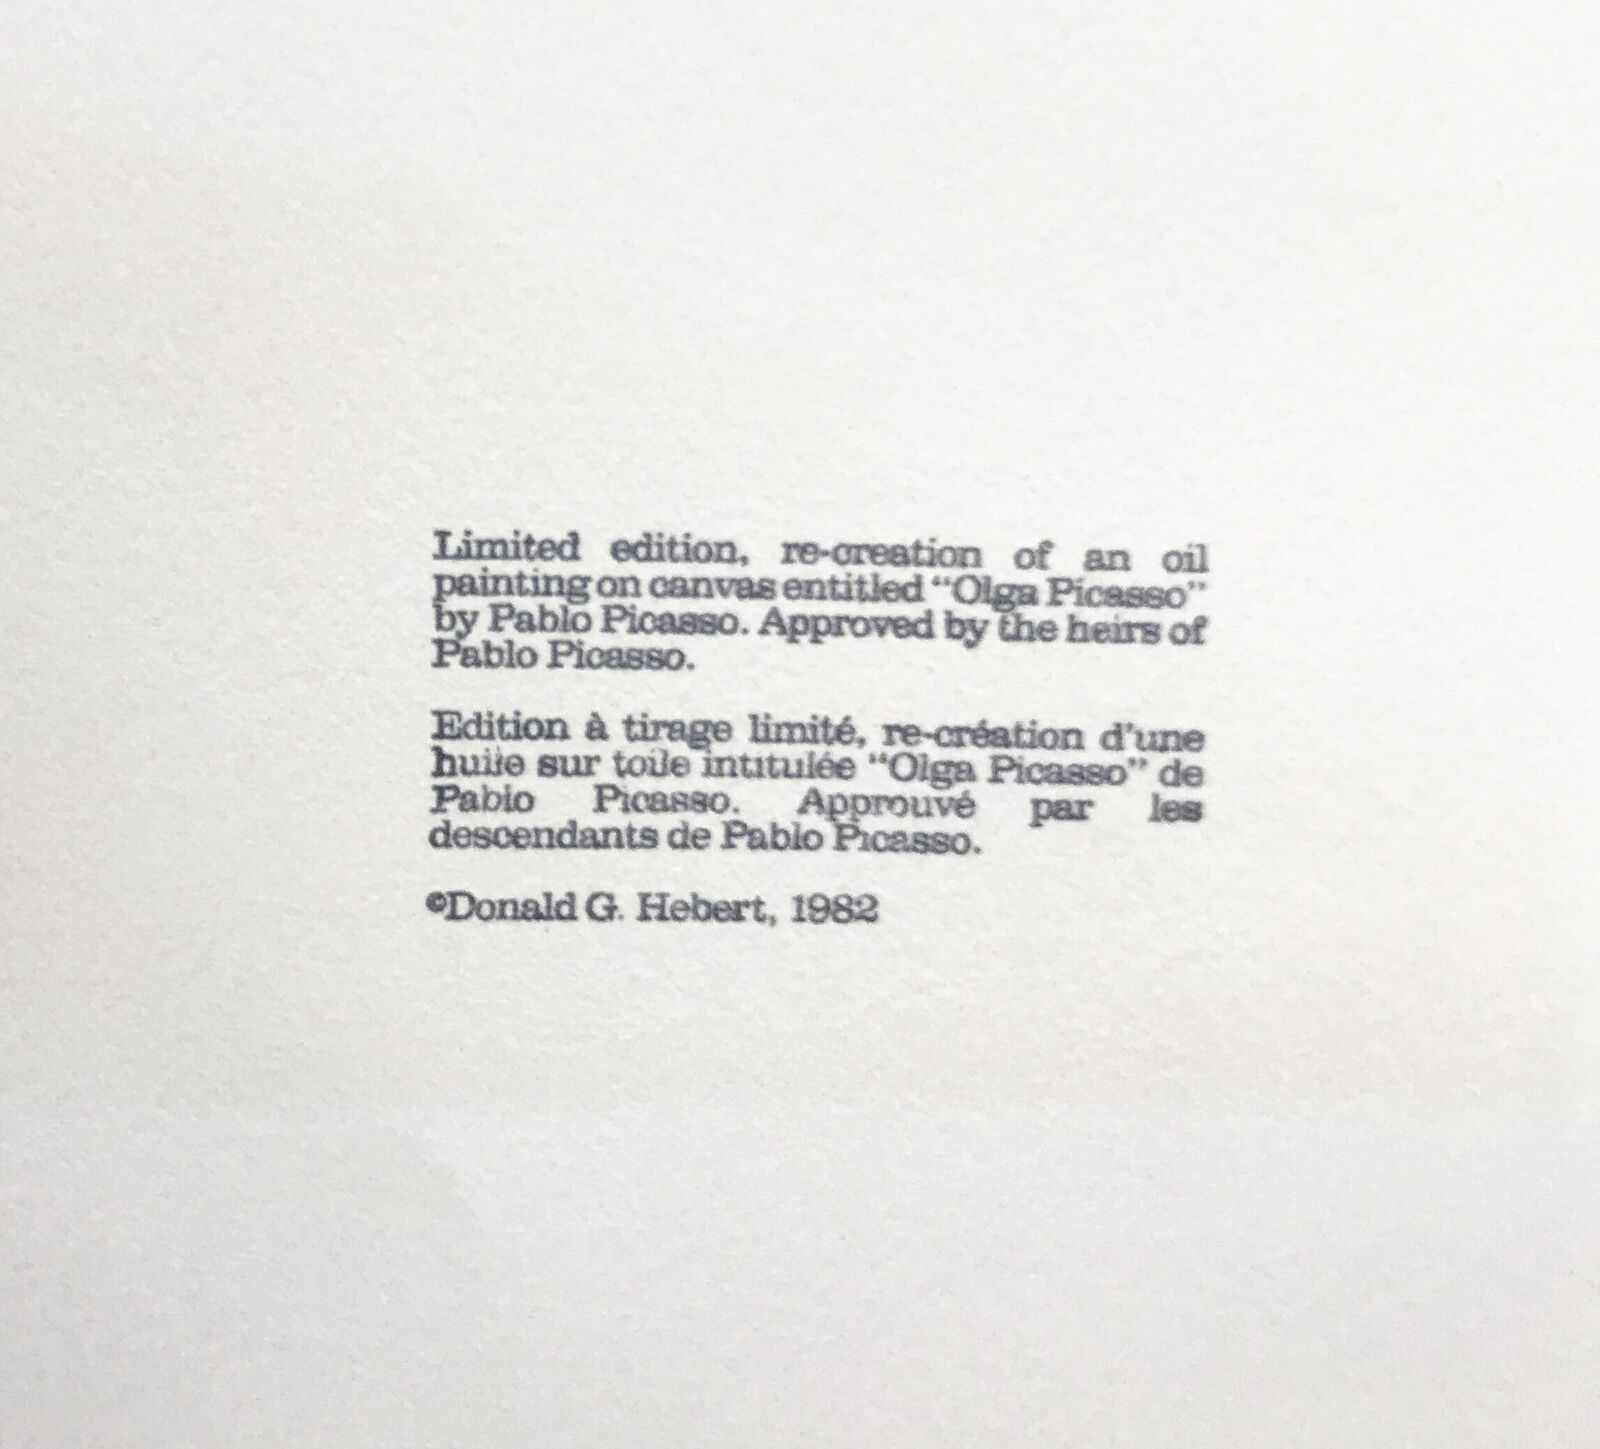 Limited edition, re-creation of an oil
painting on canvas entitled “Olga Picasso”
by Pablo Picasso. Approved by the heirs of
Pablo Picasso.
Edition à tirage limité, re-création d'une
huile sur toile intitulée “Olga Picasso” de
Pablo Picasso. Approuvé par les
descendants de Pablo Picasso.
©Donald G. Hebert, 1982